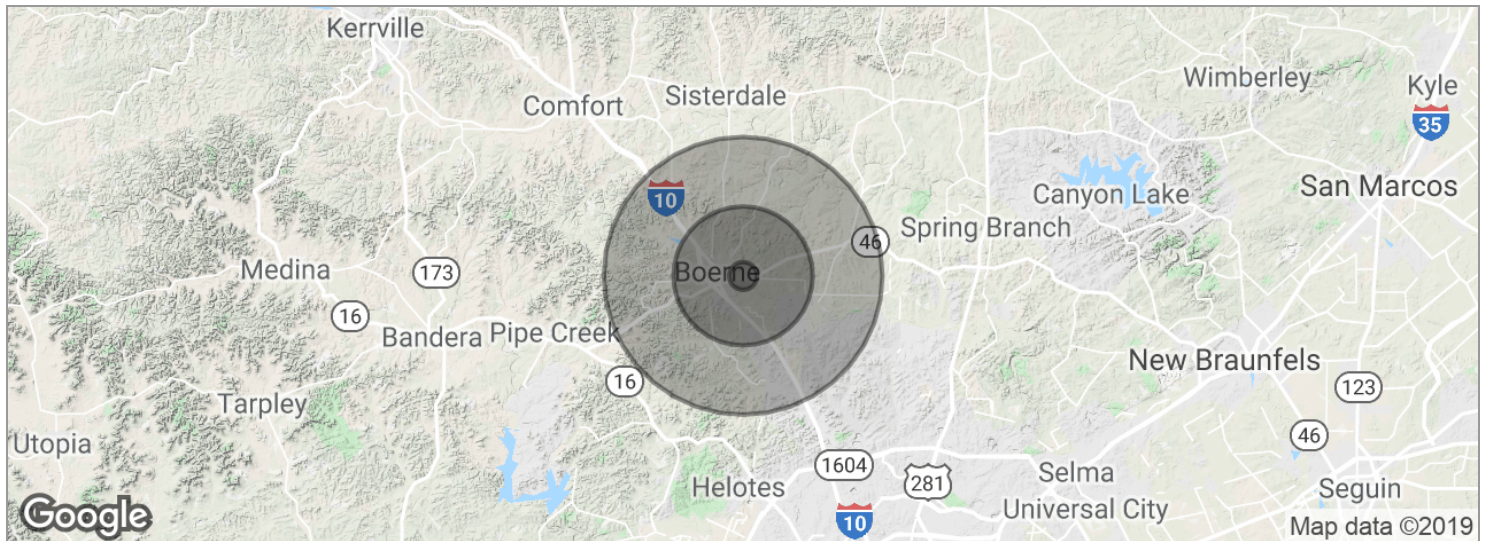 Kerrville
Wimberley
Kyle
Comfort
Sisterdale
35
10
San Marcos
Canyon Lake
46
Spring Branch
Medina
173
Boerne
16
Bandera
Pipe Creek
New Braunfels
16
123
Tarpley
Utopia
46
1604
Selma
281
Helotes
Seguin
Universal City
Google
10
Map data ©2019